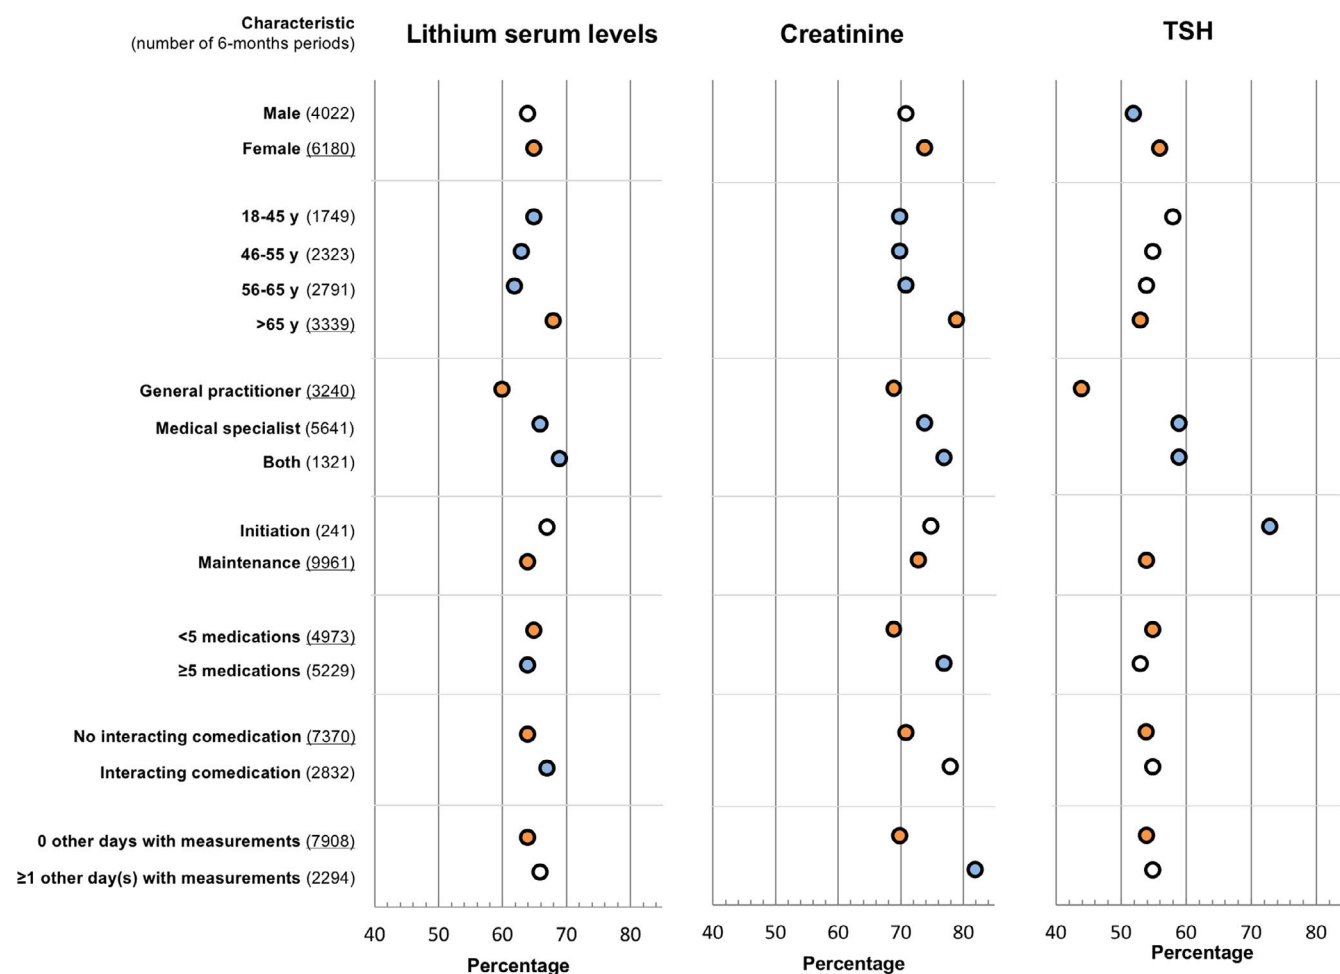 Characteristic
(number of 6-months periods)
Lithium serum levels
Creatinine
TSH
Male (4022)
Female (6180)
18-45 y (1749)
46-55 y (2323)
56-65 y (2791)
>65 y (3339)
General practitioner (3240)
Medical specialist (5641)
Both (1321)
Initiation (241)
Maintenance (9961)
<5 medications (4973)
≥5 medications (5229)
No interacting comedication (7370)
Interacting comedication (2832)
0 other days with measurements (7908)
≥1 other day(s) with measurements (2294)
40 50 60 70 80
Percentage
40 50 60 70 80
Percentage
40 50 60 70 80
Percentage